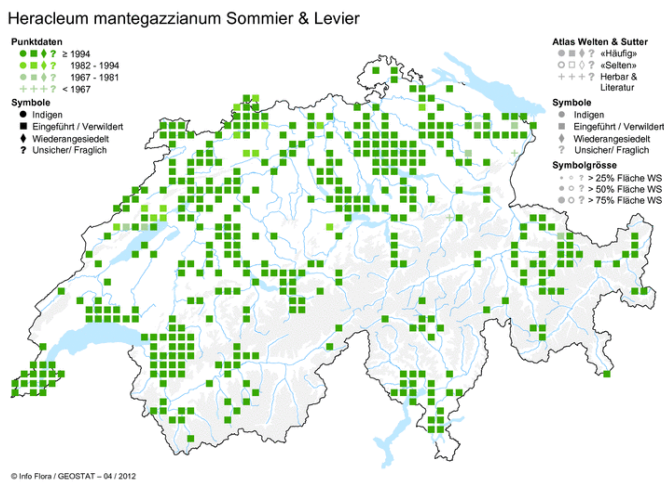 Heracleum mantegazzianum Sommier & Levier
Punktdaten
? ≥ 1994
? 1982 - 1994
? 1967 - 1981
+ + + ? < 1967
Symbole
Indigen
Eingeführt / Verwildert
Wiederangesiedelt
? Unsicher/ Fraglich
Atlas Welten & Sutter
? «Häufig»
? «Selten»
+ + + ? Herbar &
Literatur
Symbole
Indigen
Eingeführt / Verwildert
Wiederangesiedelt
? Unsicher/ Fraglich
Symbolgrösse
? > 25% Fläche WS
? > 50% Fläche WS
? > 75% Fläche WS
© Info Flora / GEOSTAT – 04 / 2012